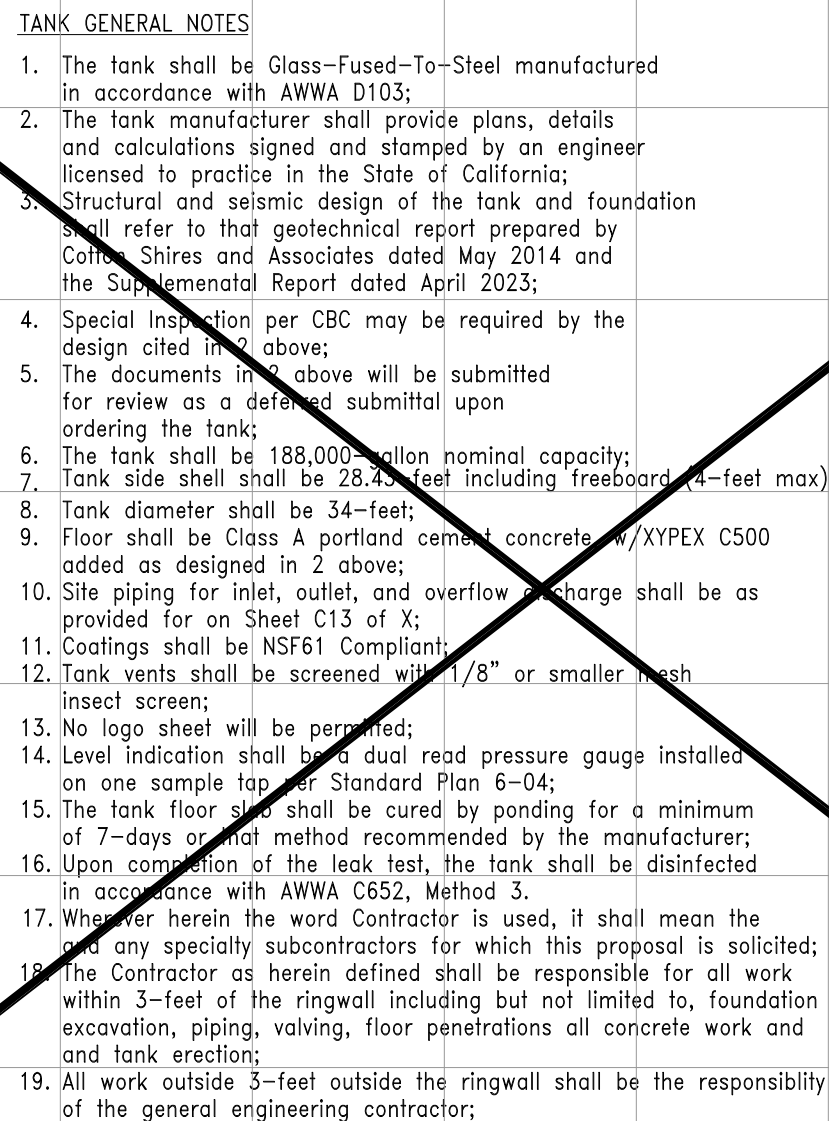 TANK GENERAL NOTES
1. The tank shall be Glass-Fused-To-Steel manufactured
in accordance with AWWA D103;
2. The tank manufacturer shall provide plans, details
and calculations signed and stamped by an engineer
licensed to practice in the State of California;
3. Structural and seismic design of the tank and foundation
shall refer to that geotechnical report prepared by
Cotton Shires and Associates dated May 2014 and
the Supplemenatal Report dated April 2023;
4. Special Inspection per CBC may be required by the
design cited in 2 above;
5. The documents in 2 above will be submitted
for review as a deferred submittal upon
ordering the tank;
6. The tank shall be 188,000-gallon nominal capacity;
7. Tank side shell shall be 28.43-feet including freeboard (4-feet max)
8. Tank diameter shall be 34-feet;
9. Floor shall be Class A portland cement concrete, w/XYPEX C500
added as designed in 2 above;
10. Site piping for inlet, outlet, and overflow discharge shall be as
provided for on Sheet C13 of X;
11. Coatings shall be NSF61 Compliant;
12. Tank vents shall be screened with 1/8" or smaller mesh
insect screen;
13. No logo sheet will be permitted;
14. Level indication shall be a dual read pressure gauge installed
on one sample tap per Standard Plan 6-04;
15. The tank floor slab shall be cured by ponding for a minimum
of 7-days or that method recommended by the manufacturer;
16. Upon completion of the leak test, the tank shall be disinfected
in accordance with AWWA C652, Method 3.
17. Wherever herein the word Contractor is used, it shall mean the
and any specialty subcontractors for which this proposal is solicited;
18. The Contractor as herein defined shall be responsible for all work
within 3-feet of the ringwall including but not limited to, foundation
excavation, piping, valving, floor penetrations all concrete work and
and tank erection;
19. All work outside 3-feet outside the ringwall shall be the responsiblity
of the general engineering contractor;